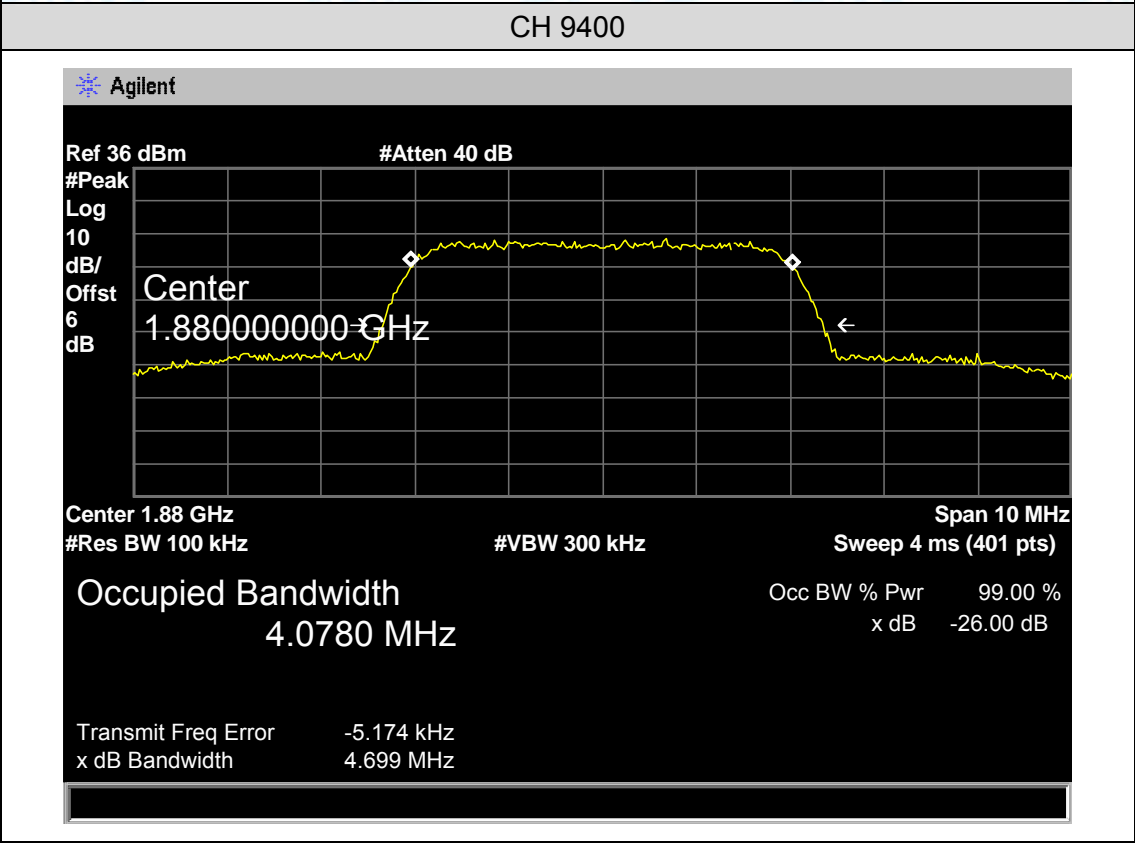 CH 9400
Agilent
Ref 36 dBm #Atten 40 dB
#Peak
Log
10
dB/
Offst
6
dB
Center
1.880000000 GHz
Center 1.88 GHz Span 10 MHz
#Res BW 100 kHz #VBW 300 kHz Sweep 4 ms (401 pts)
Occupied Bandwidth
4.0780 MHz
Occ BW % Pwr 99.00 %
x dB -26.00 dB
Transmit Freq Error -5.174 kHz
x dB Bandwidth 4.699 MHz